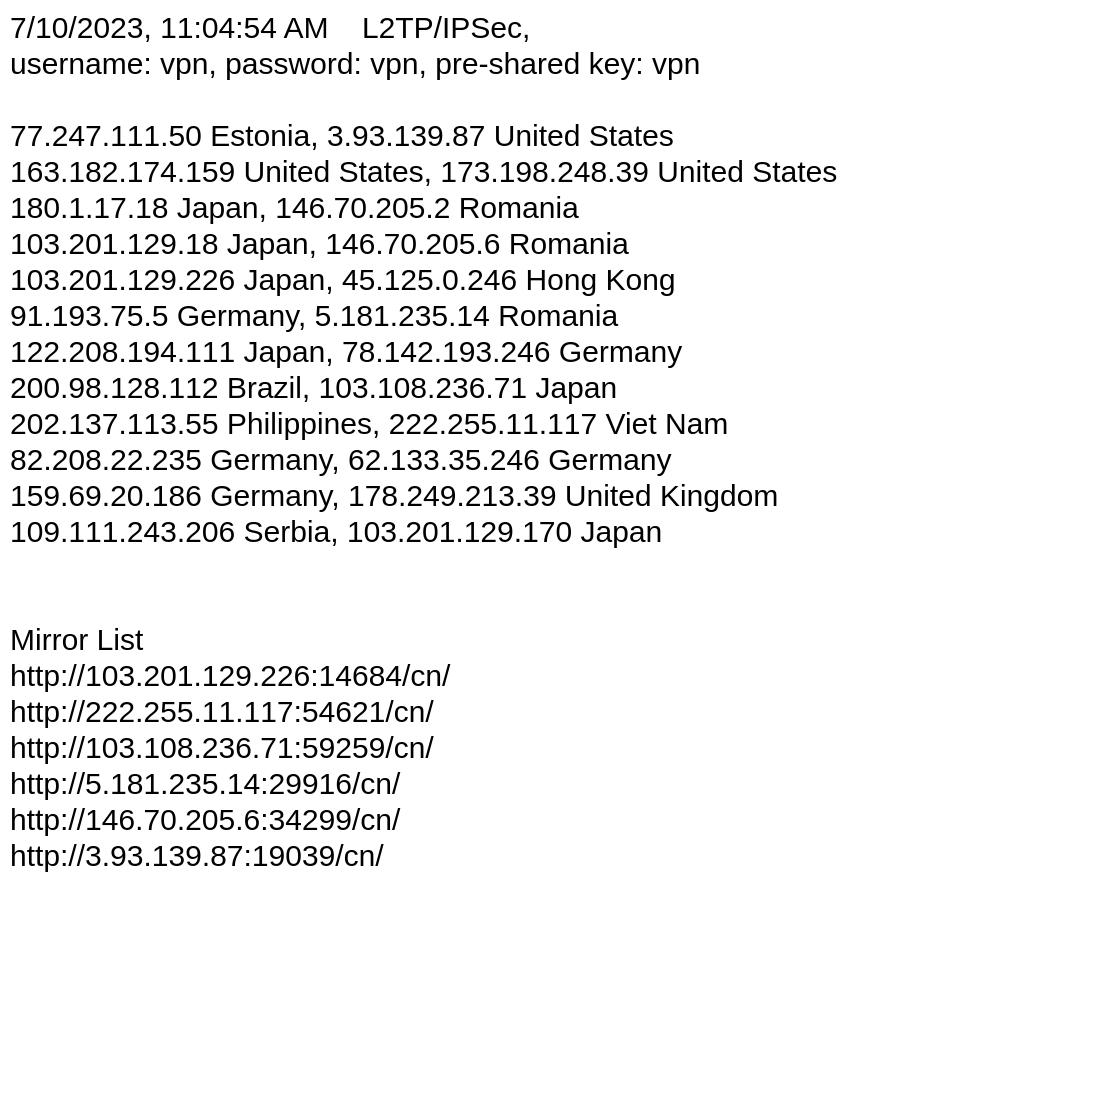 7/10/2023, 11:04:54 AM    L2TP/IPSec,
username: vpn, password: vpn, pre-shared key: vpn
77.247.111.50 Estonia, 3.93.139.87 United States
163.182.174.159 United States, 173.198.248.39 United States
180.1.17.18 Japan, 146.70.205.2 Romania
103.201.129.18 Japan, 146.70.205.6 Romania
103.201.129.226 Japan, 45.125.0.246 Hong Kong
91.193.75.5 Germany, 5.181.235.14 Romania
122.208.194.111 Japan, 78.142.193.246 Germany
200.98.128.112 Brazil, 103.108.236.71 Japan
202.137.113.55 Philippines, 222.255.11.117 Viet Nam
82.208.22.235 Germany, 62.133.35.246 Germany
159.69.20.186 Germany, 178.249.213.39 United Kingdom
109.111.243.206 Serbia, 103.201.129.170 Japan
Mirror List
http://103.201.129.226:14684/cn/
http://222.255.11.117:54621/cn/
http://103.108.236.71:59259/cn/
http://5.181.235.14:29916/cn/
http://146.70.205.6:34299/cn/
http://3.93.139.87:19039/cn/